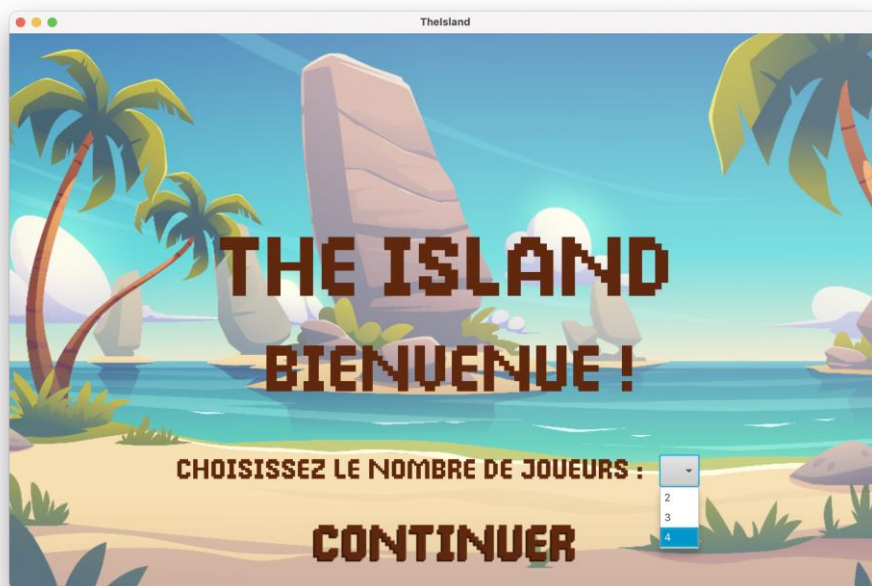 TheIsland
THE ISLAND
BIENVENUE !
CHOISISSEZ LE NOMBRE DE JOUEURS :
2
3
4
CONTINUER